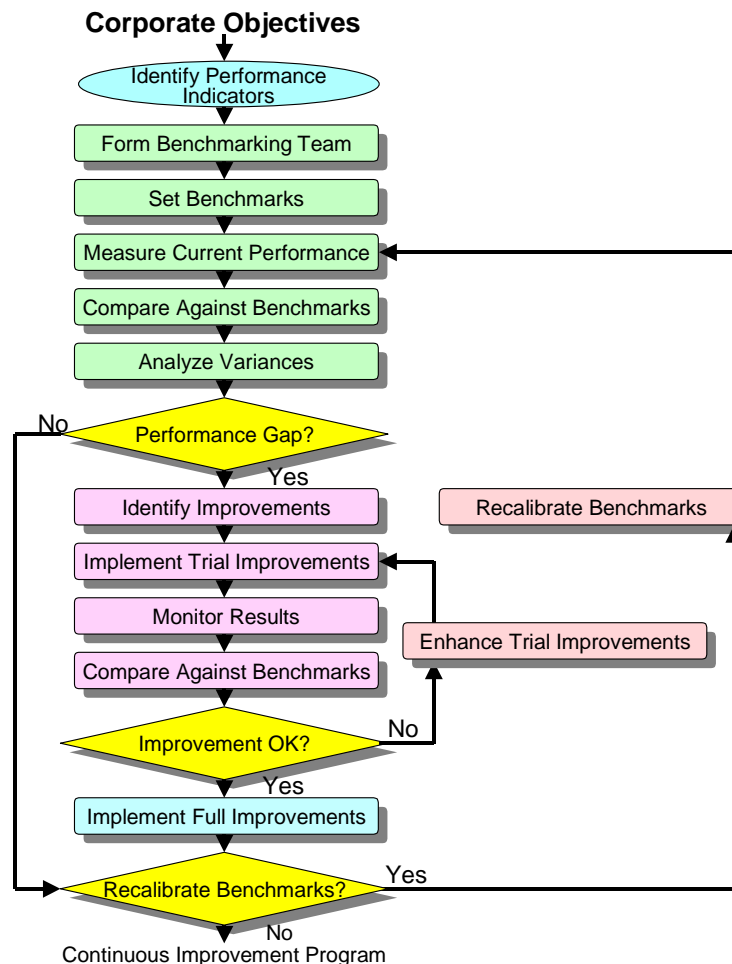 Corporate Objectives
Identify Performance
Indicators
Form Benchmarking Team
Set Benchmarks
Measure Current Performance
Compare Against Benchmarks
Analyze Variances
No
Performance Gap?
Yes
Identify Improvements
Recalibrate Benchmarks
Implement Trial Improvements
Monitor Results
Enhance Trial Improvements
Compare Against Benchmarks
No
Improvement OK?
Yes
Implement Full Improvements
Yes
Recalibrate Benchmarks?
No
Continuous Improvement Program